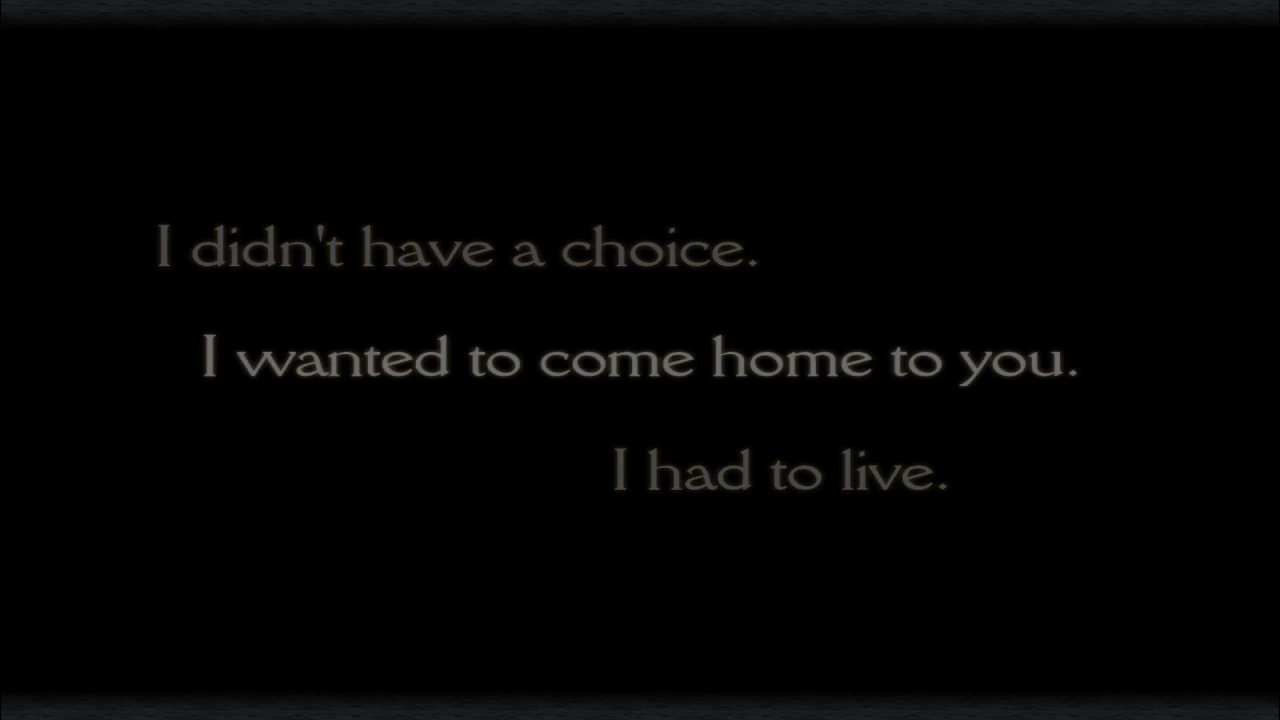 I didn't have a choice.
I wanted to come home to you.
I had to live.